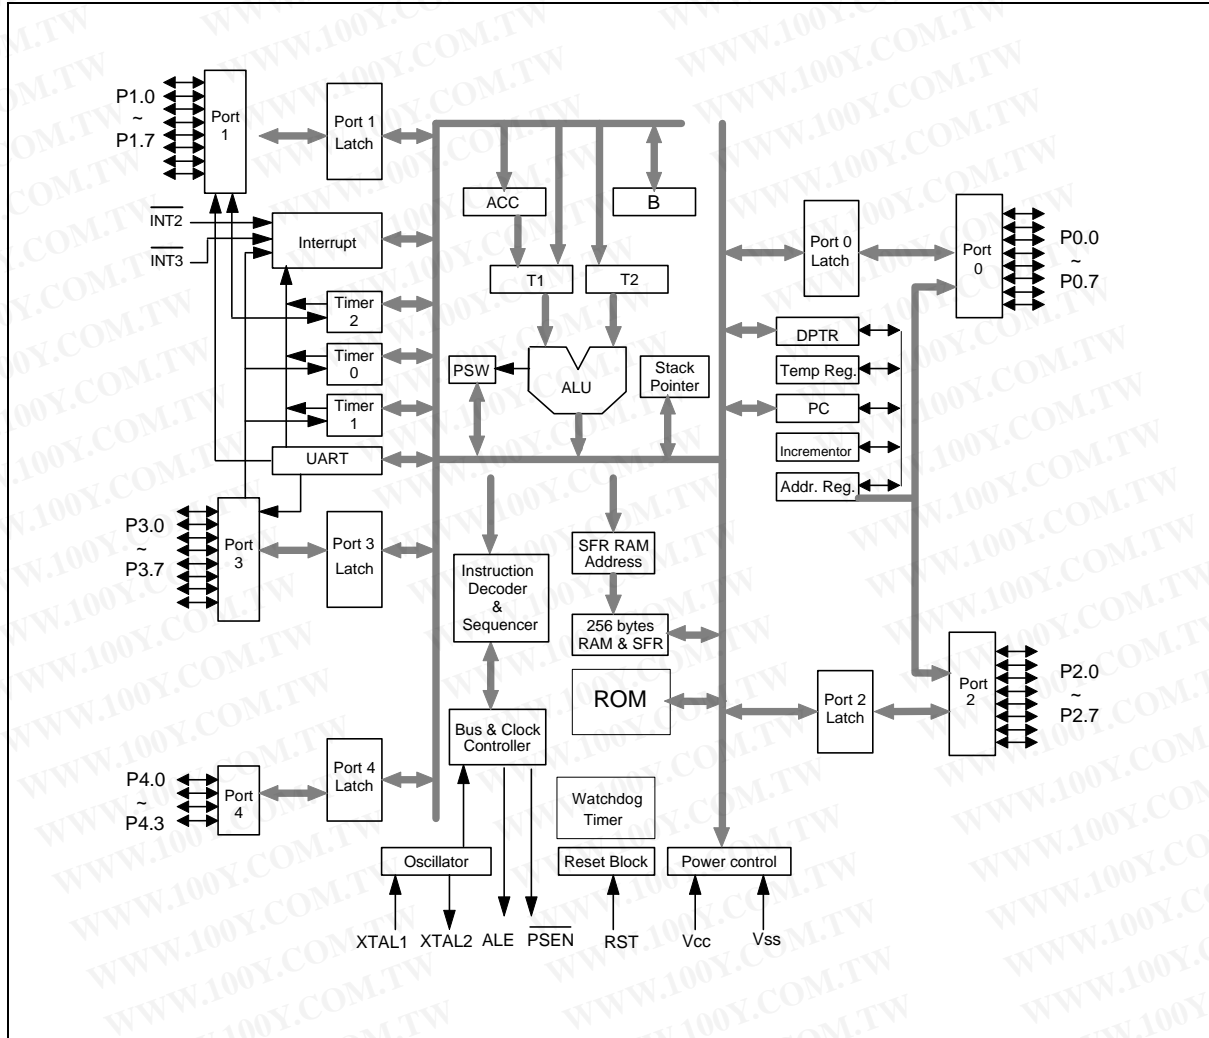 P1.0
~
P1.7
Port
1
Port 1
Latch
INT2
INT3
Interrupt
Timer
2
Timer
0
Timer
1
UART
P3.0
~
P3.7
Port
3
Port 3
Latch
P4.0
~
P4.3
Port
4
Port 4
Latch
ACC
B
T1
T2
PSW
ALU
Stack
Pointer
Instruction
Decoder
&
Sequencer
SFR RAM
Address
256 bytes
RAM & SFR
ROM
Bus & Clock
Controller
Watchdog
Timer
Oscillator
Reset Block
Power control
XTAL1
XTAL2
ALE
PSEN
RST
Vcc
Vss
Port 0
Latch
Port
0
P0.0
~
P0.7
DPTR
Temp Reg.
PC
Incrementor
Addr. Reg.
Port 2
Latch
Port
2
P2.0
~
P2.7
WWW.100Y.COM.TW